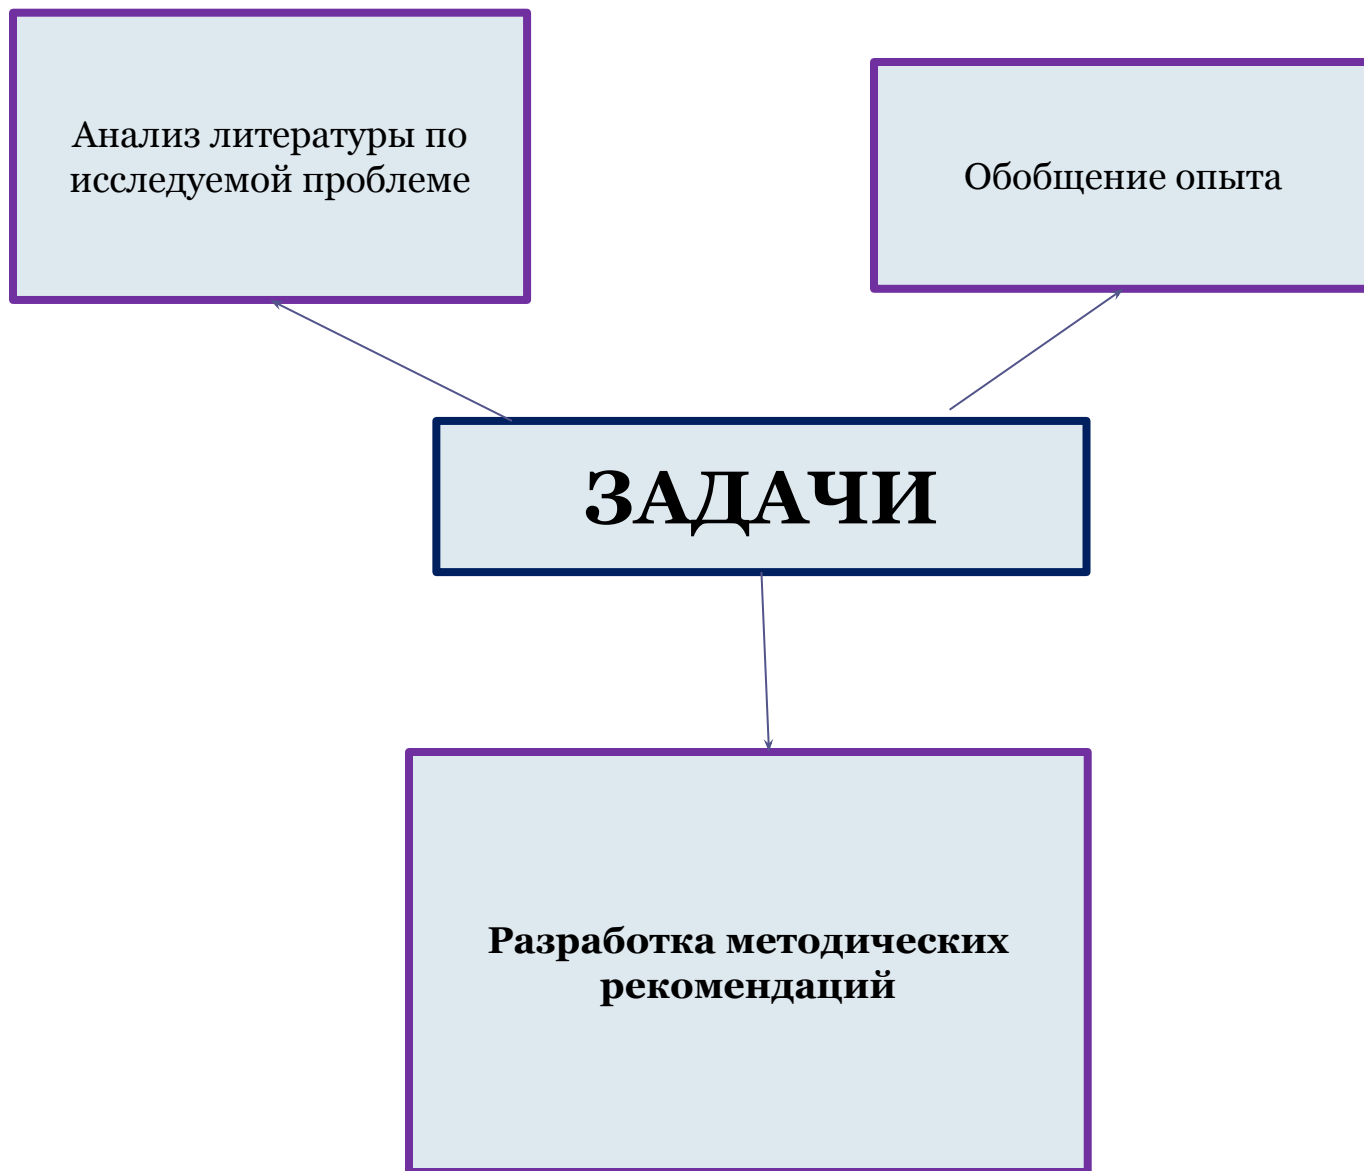 Анализ литературы по
исследуемой проблеме
Обобщение опыта
ЗАДАЧИ
Разработка методических
рекомендаций